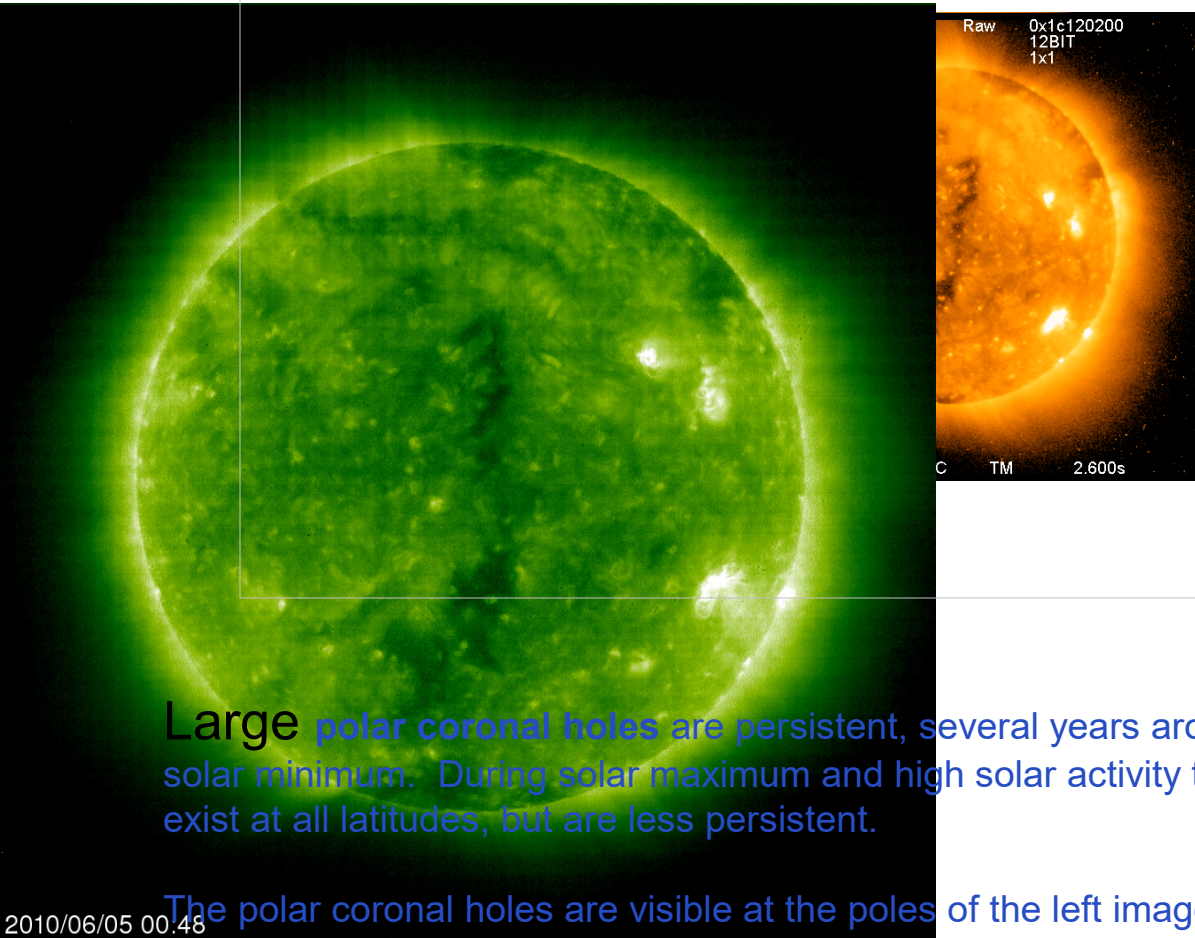 Raw 0x1c120200
12BIT
1x1
C TM 2.600s
Large polar coronal holes are persistent, several years
solar minimum. During solar maximum and high solar activity
exist at all latitudes, but are less persistent.
The polar coronal holes are visible at the poles of the left
2010/06/05 00:48